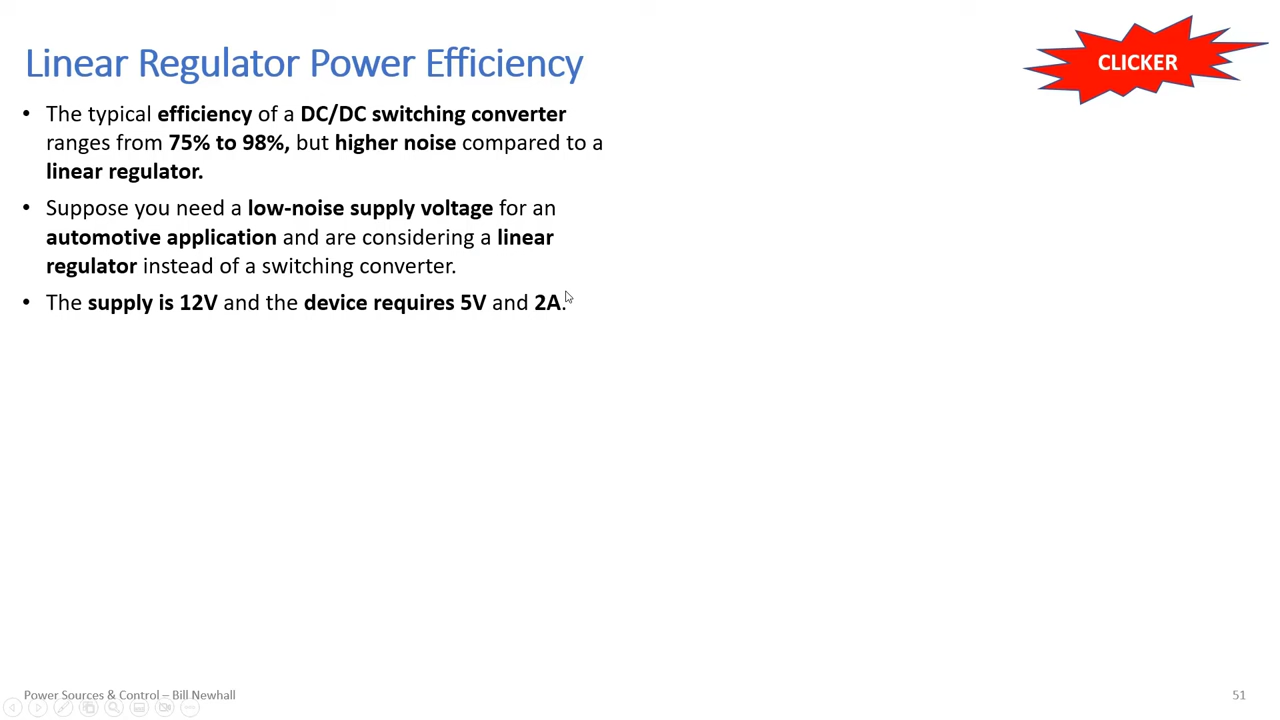 Linear Regulator Power Efficiency
CLICKER
• The typical efficiency of a DC/DC switching converter
ranges from 75% to 98%, but higher noise compared to a
linear regulator.
• Suppose you need a low-noise supply voltage for an
automotive application and are considering a linear
regulator instead of a switching converter.
• The supply is 12V and the device requires 5V and 2A.
Power Sources & Control – Bill Newhall
51